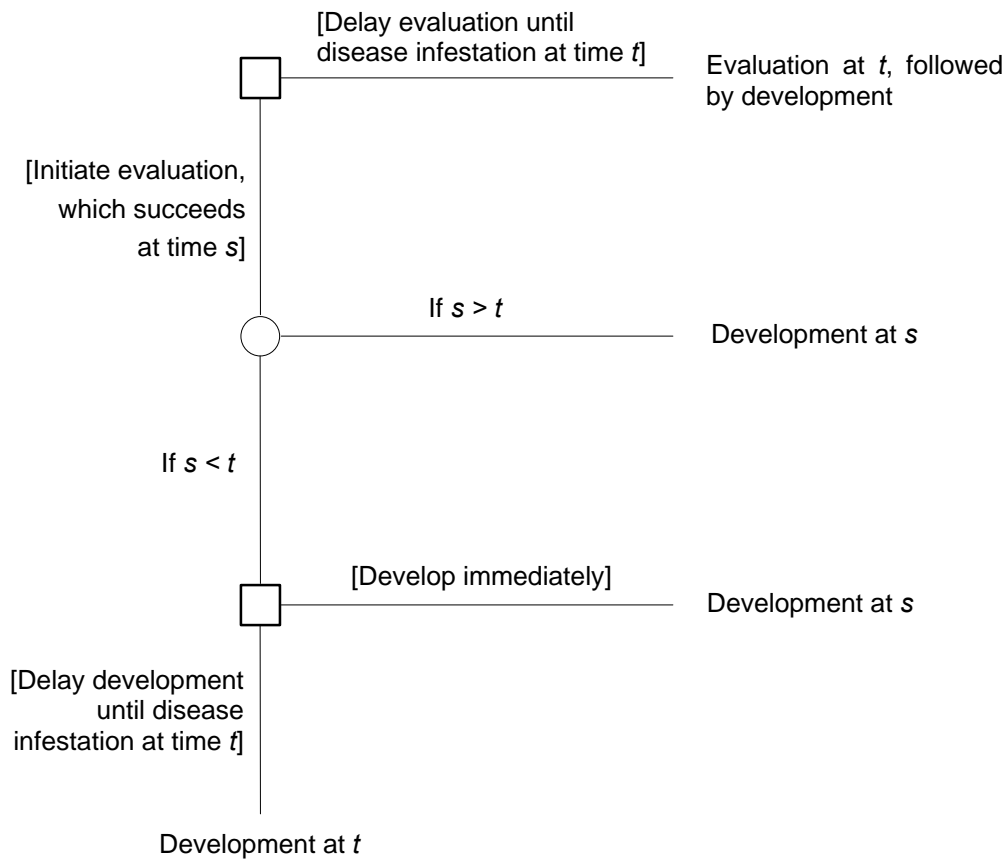 [Delay evaluation until
disease infestation at time t]
Evaluation at t, followed
by development
[Initiate evaluation,
which succeeds
at time s]
If s > t
Development at s
If s < t
[Develop immediately]
Development at s
[Delay development
until disease
infestation at time t]
Development at t